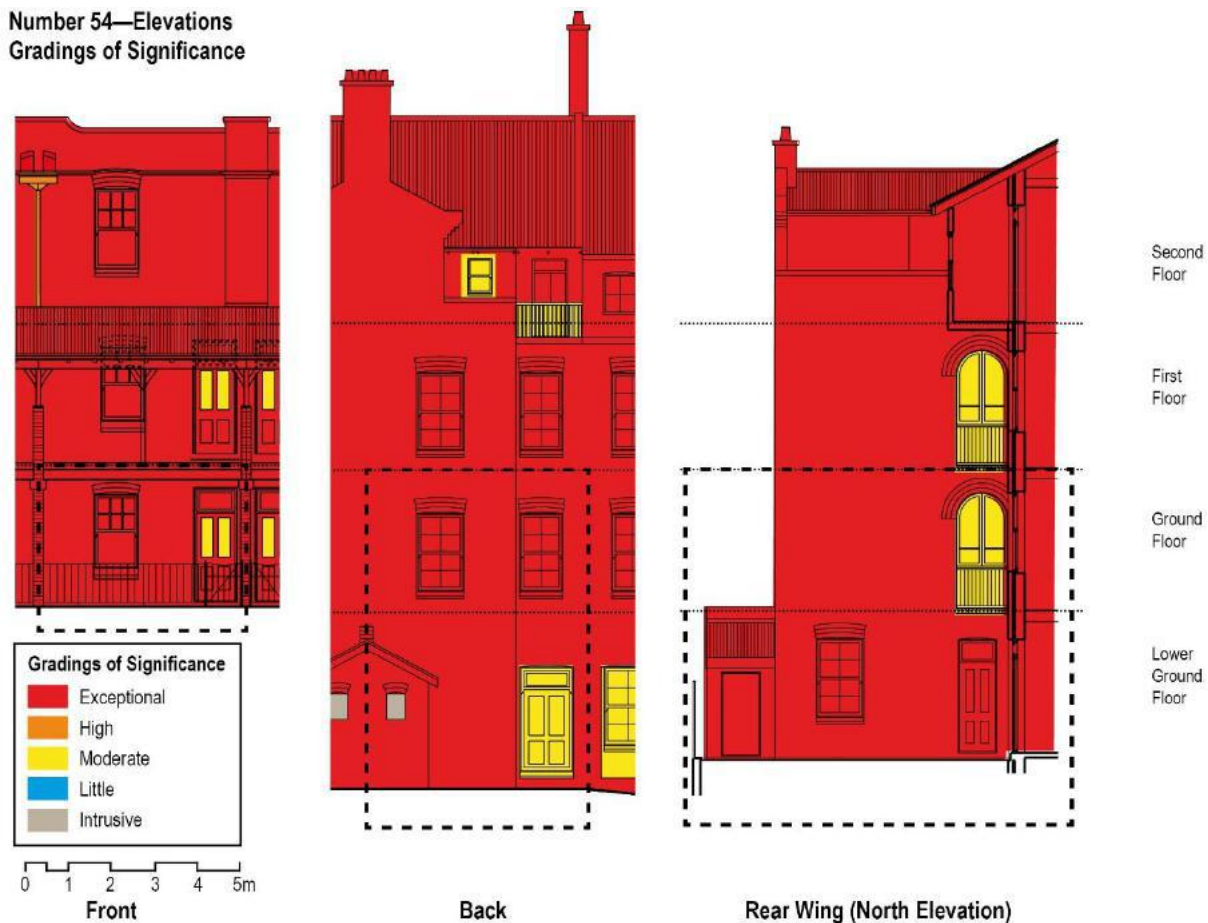 Number 54—Elevations
Gradings of Significance
Second
Floor
First
Floor
Ground
Floor
Lower
Ground
Floor
Gradings of Significance
Exceptional
High
Moderate
Little
Intrusive
0 1 2 3 4 5m
Front
Back
Rear Wing (North Elevation)